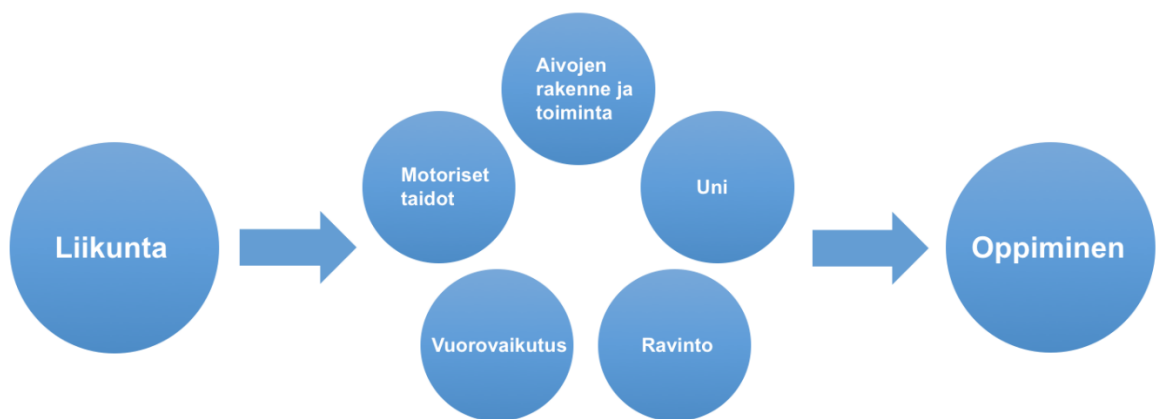 Liikunta
Motoriset
taidot
Aivojen
rakenne ja
toiminta
Uni
Vuorovaikutus
Ravinto
Oppiminen